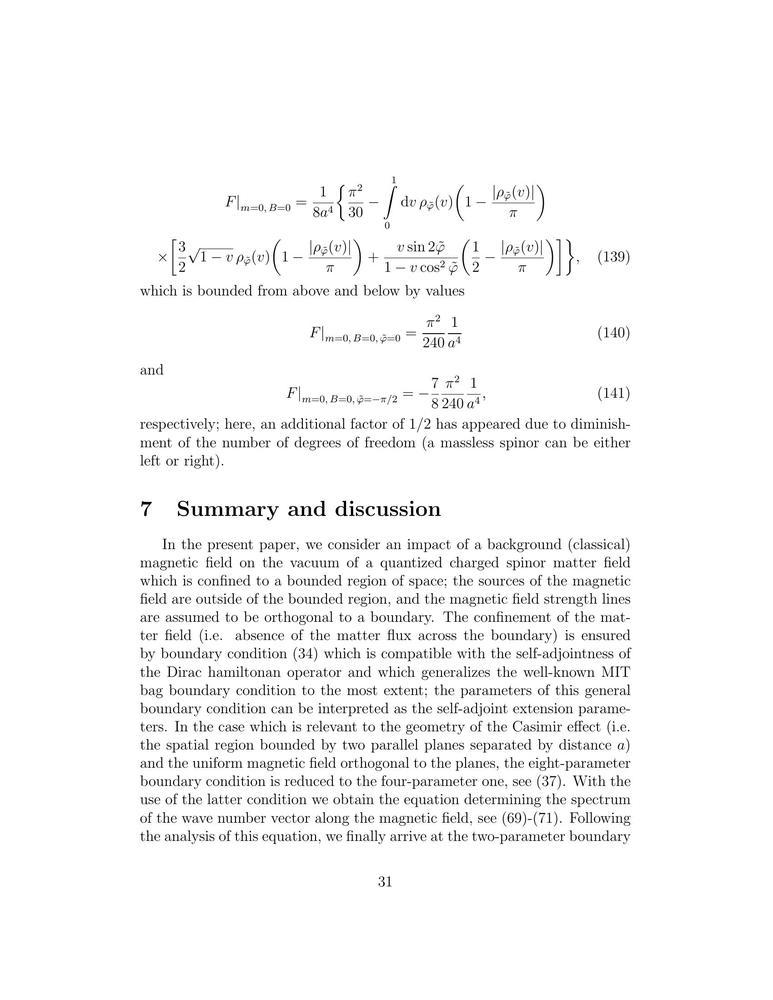 F|_{m=0, B=0} = \frac{1}{8a^4} \Bigg\{ \frac{\pi^2}{30} - \int\limits_0^1 dv \, \rho_{\tilde{\varphi}}(v) \left( 1 - \frac{|\rho_{\tilde{\varphi}}(v)|}{\pi} \right)
\times \left[ \frac{3}{2} \sqrt{1-v} \, \rho_{\tilde{\varphi}}(v) \left( 1 - \frac{|\rho_{\tilde{\varphi}}(v)|}{\pi} \right) + \frac{v \sin 2\tilde{\varphi}}{1 - v \cos^2 \tilde{\varphi}} \left( \frac{1}{2} - \frac{|\rho_{\tilde{\varphi}}(v)|}{\pi} \right) \right] \Bigg\}, (139)
which is bounded from above and below by values
F|_{m=0, B=0, \tilde{\varphi}=0} = \frac{\pi^2}{240} \frac{1}{a^4} (140)
and
F|_{m=0, B=0, \tilde{\varphi}=-\pi/2} = -\frac{7}{8} \frac{\pi^2}{240} \frac{1}{a^4}, (141)
respectively; here, an additional factor of 1/2 has appeared due to diminish-
ment of the number of degrees of freedom (a massless spinor can be either
left or right).
7 Summary and discussion
In the present paper, we consider an impact of a background (classical)
magnetic field on the vacuum of a quantized charged spinor matter field
which is confined to a bounded region of space; the sources of the magnetic
field are outside of the bounded region, and the magnetic field strength lines
are assumed to be orthogonal to a boundary. The confinement of the mat-
ter field (i.e. absence of the matter flux across the boundary) is ensured
by boundary condition (34) which is compatible with the self-adjointness of
the Dirac hamiltonan operator and which generalizes the well-known MIT
bag boundary condition to the most extent; the parameters of this general
boundary condition can be interpreted as the self-adjoint extension parame-
ters. In the case which is relevant to the geometry of the Casimir effect (i.e.
the spatial region bounded by two parallel planes separated by distance a)
and the uniform magnetic field orthogonal to the planes, the eight-parameter
boundary condition is reduced to the four-parameter one, see (37). With the
use of the latter condition we obtain the equation determining the spectrum
of the wave number vector along the magnetic field, see (69)-(71). Following
the analysis of this equation, we finally arrive at the two-parameter boundary
31